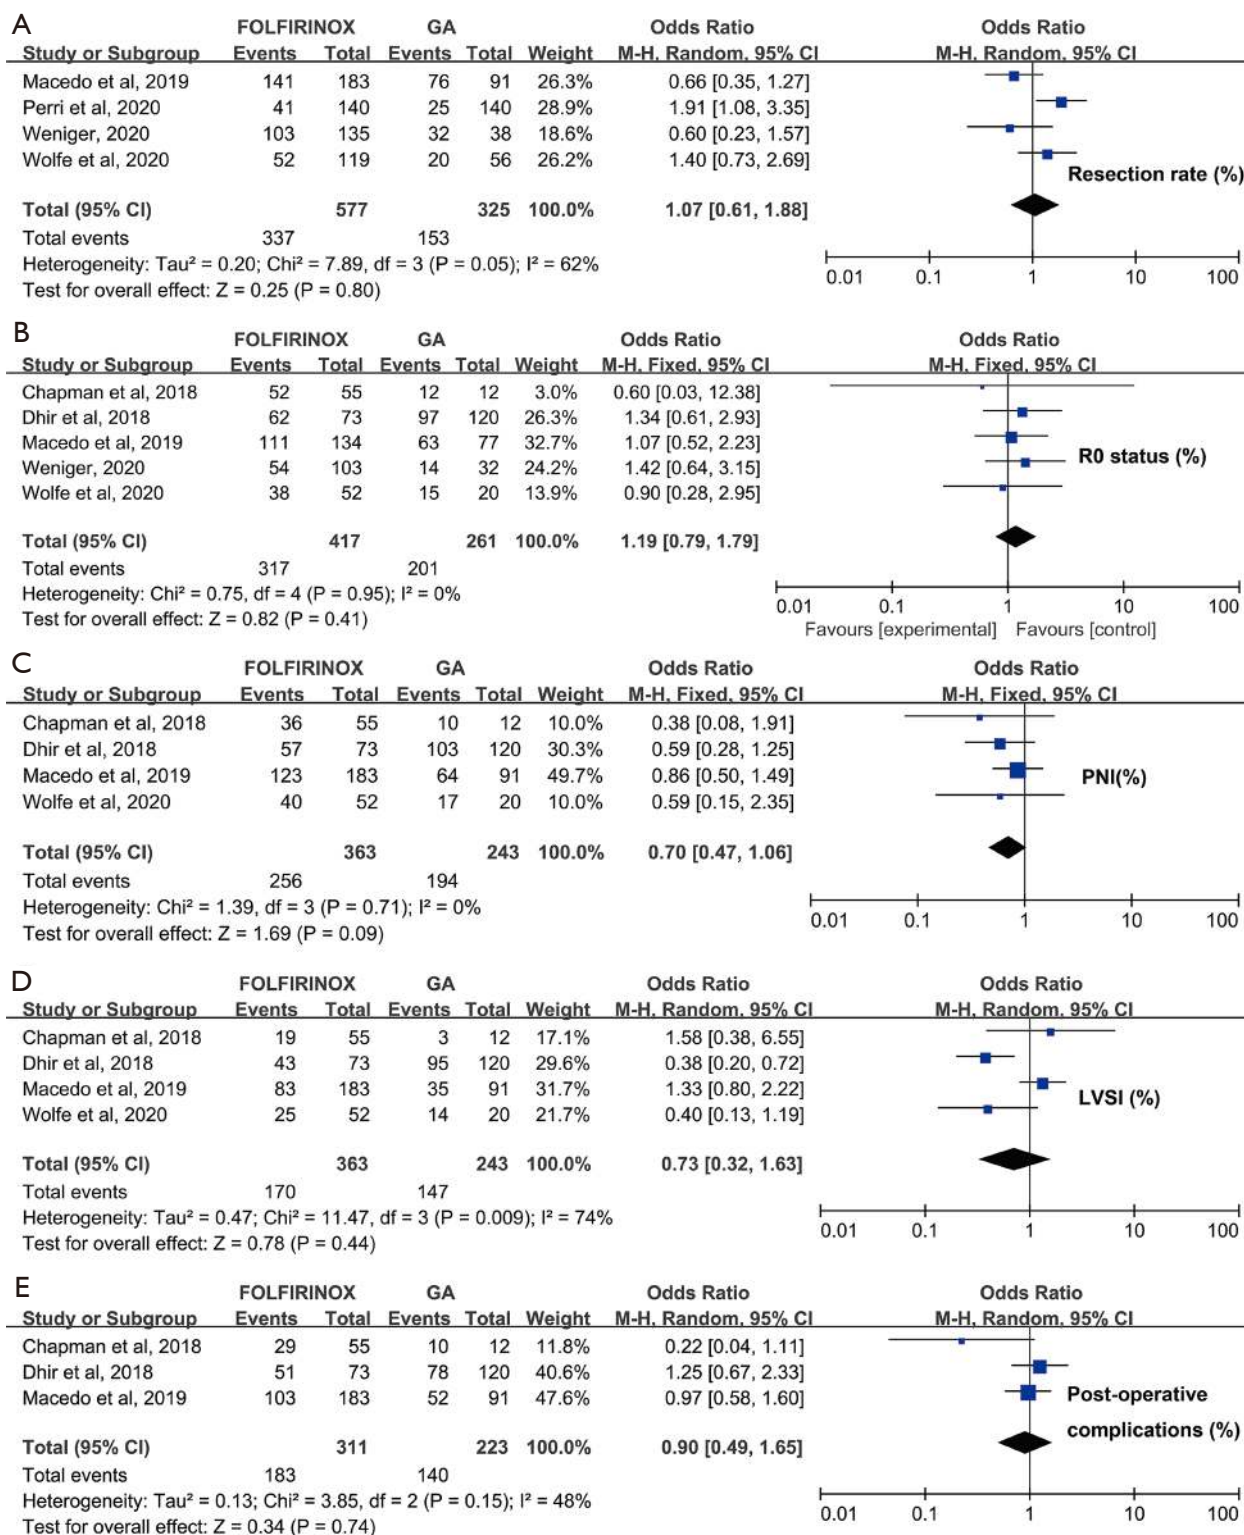 A
FOLFIRINOX GA Odds Ratio Odds Ratio
Study or Subgroup Events Total Events Total Weight M-H, Random, 95% CI M-H, Random, 95% CI
Macedo et al, 2019 141 183 76 91 26.3% 0.66 [0.35, 1.27]
Perri et al, 2020 41 140 25 140 28.9% 1.91 [1.08, 3.35]
Weniger, 2020 103 135 32 38 18.6% 0.60 [0.23, 1.57]
Wolfe et al, 2020 52 119 20 56 26.2% 1.40 [0.73, 2.69]
Resection rate (%)
Total (95% CI) 577 325 100.0% 1.07 [0.61, 1.88]
Total events 337 153
Heterogeneity: Tau² = 0.20; Chi² = 7.89, df = 3 (P = 0.05); I² = 62%
Test for overall effect: Z = 0.25 (P = 0.80)
0.01 0.1 1 10 100
B
FOLFIRINOX GA Odds Ratio Odds Ratio
Study or Subgroup Events Total Events Total Weight M-H, Fixed, 95% CI M-H, Fixed, 95% CI
Chapman et al, 2018 52 55 12 12 3.0% 0.60 [0.03, 12.38]
Dhir et al, 2018 62 73 97 120 26.3% 1.34 [0.61, 2.93]
Macedo et al, 2019 111 134 63 77 32.7% 1.07 [0.52, 2.23]
Weniger, 2020 54 103 14 32 24.2% 1.42 [0.64, 3.15]
Wolfe et al, 2020 38 52 15 20 13.9% 0.90 [0.28, 2.95]
R0 status (%)
Total (95% CI) 417 261 100.0% 1.19 [0.79, 1.79]
Total events 317 201
Heterogeneity: Chi² = 0.75, df = 4 (P = 0.95); I² = 0%
Test for overall effect: Z = 0.82 (P = 0.41)
0.01 0.1 1 10 100
Favours [experimental] Favours [control]
C
FOLFIRINOX GA Odds Ratio Odds Ratio
Study or Subgroup Events Total Events Total Weight M-H, Fixed, 95% CI M-H, Fixed, 95% CI
Chapman et al, 2018 36 55 10 12 10.0% 0.38 [0.08, 1.91]
Dhir et al, 2018 57 73 103 120 30.3% 0.59 [0.28, 1.25]
Macedo et al, 2019 123 183 64 91 49.7% 0.86 [0.50, 1.49]
Wolfe et al, 2020 40 52 17 20 10.0% 0.59 [0.15, 2.35]
PNI(%)
Total (95% CI) 363 243 100.0% 0.70 [0.47, 1.06]
Total events 256 194
Heterogeneity: Chi² = 1.39, df = 3 (P = 0.71); I² = 0%
Test for overall effect: Z = 1.69 (P = 0.09)
0.01 0.1 1 10 100
D
FOLFIRINOX GA Odds Ratio Odds Ratio
Study or Subgroup Events Total Events Total Weight M-H, Random, 95% CI M-H, Random, 95% CI
Chapman et al, 2018 19 55 3 12 17.1% 1.58 [0.38, 6.55]
Dhir et al, 2018 43 73 95 120 29.6% 0.38 [0.20, 0.72]
Macedo et al, 2019 83 183 35 91 31.7% 1.33 [0.80, 2.22]
Wolfe et al, 2020 25 52 14 20 21.7% 0.40 [0.13, 1.19]
LVSI (%)
Total (95% CI) 363 243 100.0% 0.73 [0.32, 1.63]
Total events 170 147
Heterogeneity: Tau² = 0.47; Chi² = 11.47, df = 3 (P = 0.009); I² = 74%
Test for overall effect: Z = 0.78 (P = 0.44)
0.01 0.1 1 10 100
E
FOLFIRINOX GA Odds Ratio Odds Ratio
Study or Subgroup Events Total Events Total Weight M-H, Random, 95% CI M-H, Random, 95% CI
Chapman et al, 2018 29 55 10 12 11.8% 0.22 [0.04, 1.11]
Dhir et al, 2018 51 73 78 120 40.6% 1.25 [0.67, 2.33]
Macedo et al, 2019 103 183 52 91 47.6% 0.97 [0.58, 1.60]
Post-operative
complications (%)
Total (95% CI) 311 223 100.0% 0.90 [0.49, 1.65]
Total events 183 140
Heterogeneity: Tau² = 0.13; Chi² = 3.85, df = 2 (P = 0.15); I² = 48%
Test for overall effect: Z = 0.34 (P = 0.74)
0.01 0.1 1 10 100